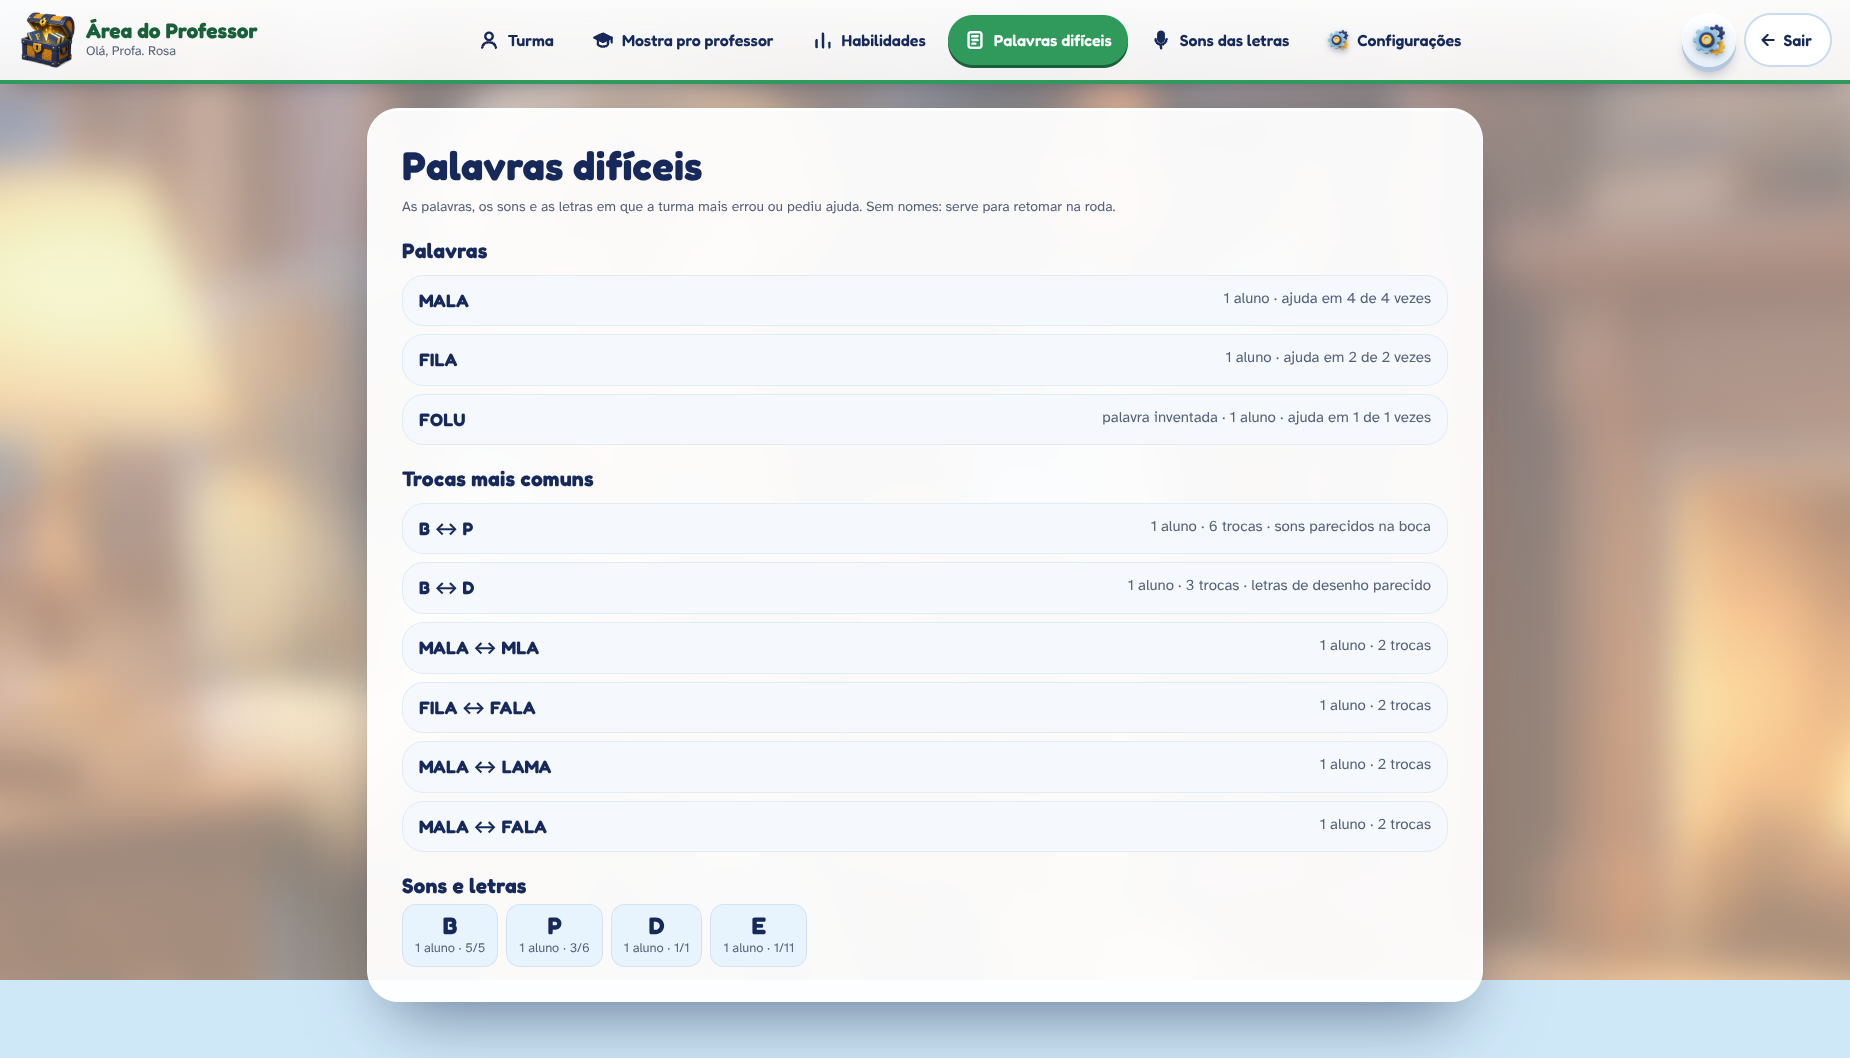 Área do Professor
Olá, Profa. Rosa
Turma
Mostra pro professor
Habilidades
Palavras difíceis
Sons das letras
Configurações
Sair
Palavras difíceis
As palavras, os sons e as letras em que a turma mais errou ou pediu ajuda. Sem nomes: serve para retomar na roda.
Palavras
MALA 1 aluno · ajuda em 4 de 4 vezes
FILA 1 aluno · ajuda em 2 de 2 vezes
FOLU palavra inventada · 1 aluno · ajuda em 1 de 1 vezes
Trocas mais comuns
B ↔ P 1 aluno · 6 trocas · sons parecidos na boca
B ↔ D 1 aluno · 3 trocas · letras de desenho parecido
MALA ↔ MLA 1 aluno · 2 trocas
FILA ↔ FALA 1 aluno · 2 trocas
MALA ↔ LAMA 1 aluno · 2 trocas
MALA ↔ FALA 1 aluno · 2 trocas
Sons e letras
B P D E
1 aluno · 5/5 1 aluno · 3/6 1 aluno · 1/1 1 aluno · 1/11